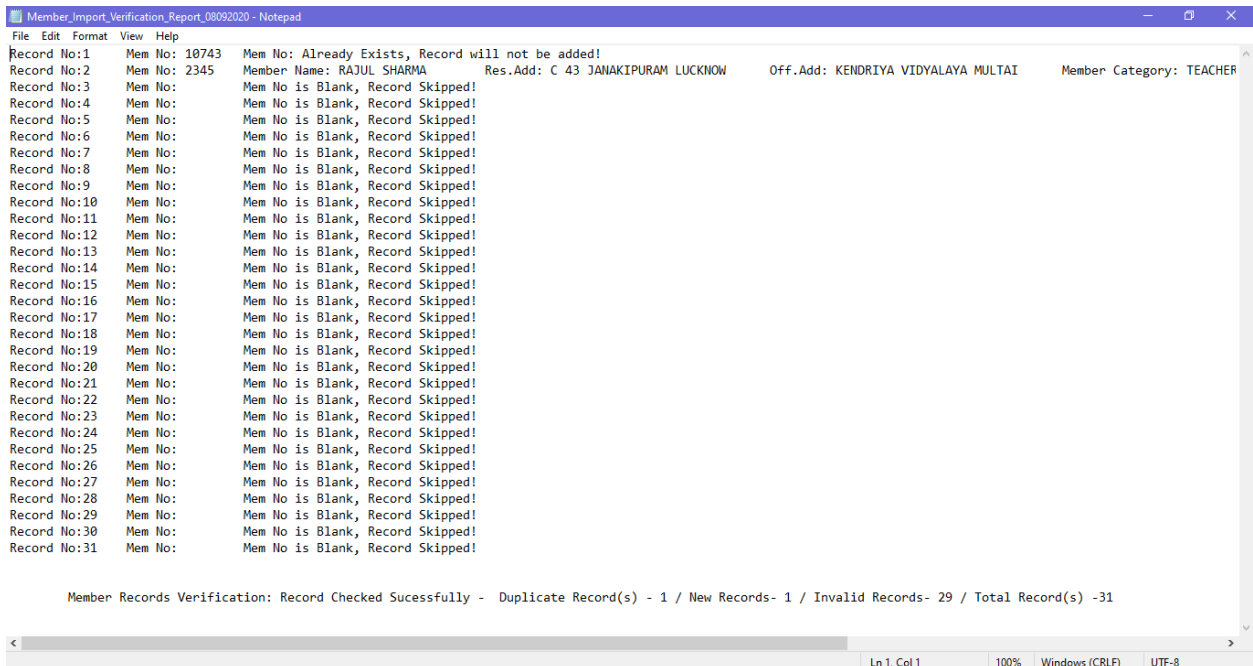 Member_Import_Verification_Report_08092020 - Notepad
File Edit Format View Help
Record No:1 Mem No: 10743 Mem No: Already Exists, Record will not be added!
Record No:2 Mem No: 2345 Member Name: RAJUL SHARMA Res.Add: C 43 JANAKIPURAM LUCKNOW Off.Add: KENDRIYA VIDYALAYA MULTAI Member Category: TEACHER
Record No:3 Mem No: Mem No is Blank, Record Skipped!
Record No:4 Mem No: Mem No is Blank, Record Skipped!
Record No:5 Mem No: Mem No is Blank, Record Skipped!
Record No:6 Mem No: Mem No is Blank, Record Skipped!
Record No:7 Mem No: Mem No is Blank, Record Skipped!
Record No:8 Mem No: Mem No is Blank, Record Skipped!
Record No:9 Mem No: Mem No is Blank, Record Skipped!
Record No:10 Mem No: Mem No is Blank, Record Skipped!
Record No:11 Mem No: Mem No is Blank, Record Skipped!
Record No:12 Mem No: Mem No is Blank, Record Skipped!
Record No:13 Mem No: Mem No is Blank, Record Skipped!
Record No:14 Mem No: Mem No is Blank, Record Skipped!
Record No:15 Mem No: Mem No is Blank, Record Skipped!
Record No:16 Mem No: Mem No is Blank, Record Skipped!
Record No:17 Mem No: Mem No is Blank, Record Skipped!
Record No:18 Mem No: Mem No is Blank, Record Skipped!
Record No:19 Mem No: Mem No is Blank, Record Skipped!
Record No:20 Mem No: Mem No is Blank, Record Skipped!
Record No:21 Mem No: Mem No is Blank, Record Skipped!
Record No:22 Mem No: Mem No is Blank, Record Skipped!
Record No:23 Mem No: Mem No is Blank, Record Skipped!
Record No:24 Mem No: Mem No is Blank, Record Skipped!
Record No:25 Mem No: Mem No is Blank, Record Skipped!
Record No:26 Mem No: Mem No is Blank, Record Skipped!
Record No:27 Mem No: Mem No is Blank, Record Skipped!
Record No:28 Mem No: Mem No is Blank, Record Skipped!
Record No:29 Mem No: Mem No is Blank, Record Skipped!
Record No:30 Mem No: Mem No is Blank, Record Skipped!
Record No:31 Mem No: Mem No is Blank, Record Skipped!
Member Records Verification: Record Checked Sucessfully - Duplicate Record(s) - 1 / New Records- 1 / Invalid Records- 29 / Total Record(s) -31
Ln 1, Col 1 100% Windows (CRLF) UTF-8